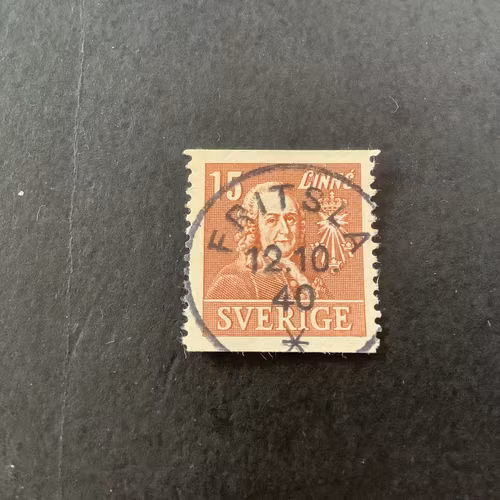 15 LINNÉ
FRITSLA
12.10.
40
SVERIGE
*